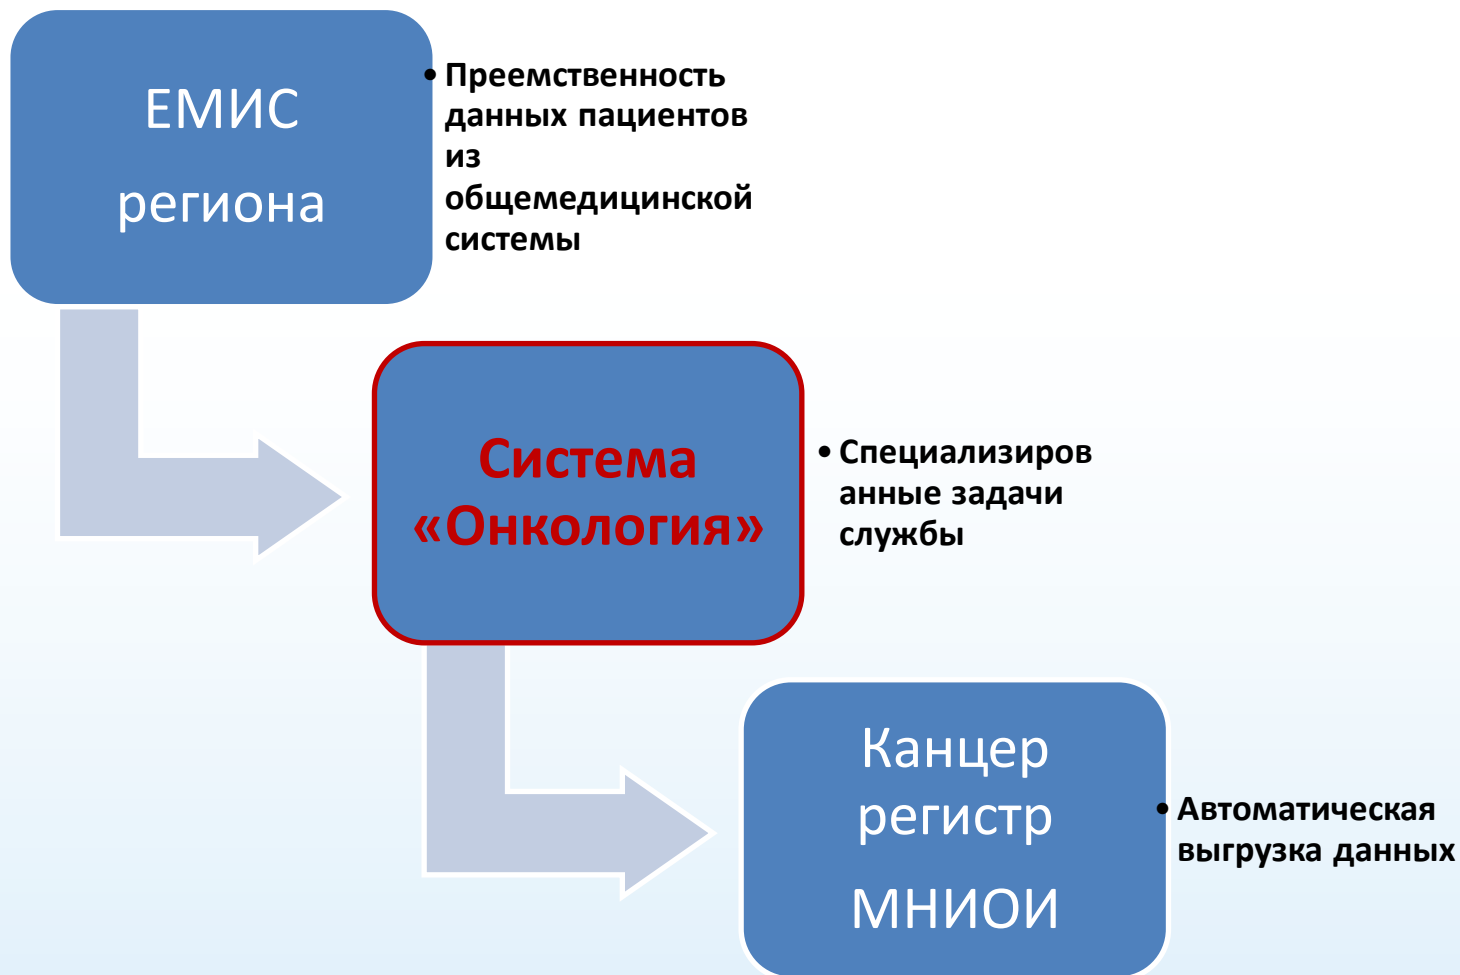 ЕМИС
региона
• Преемственность
данных пациентов
из
общемедицинской
системы
Система
«Онкология»
• Специализиров
анные задачи
службы
Канцер
регистр
МНИОИ
• Автоматическая
выгрузка данных